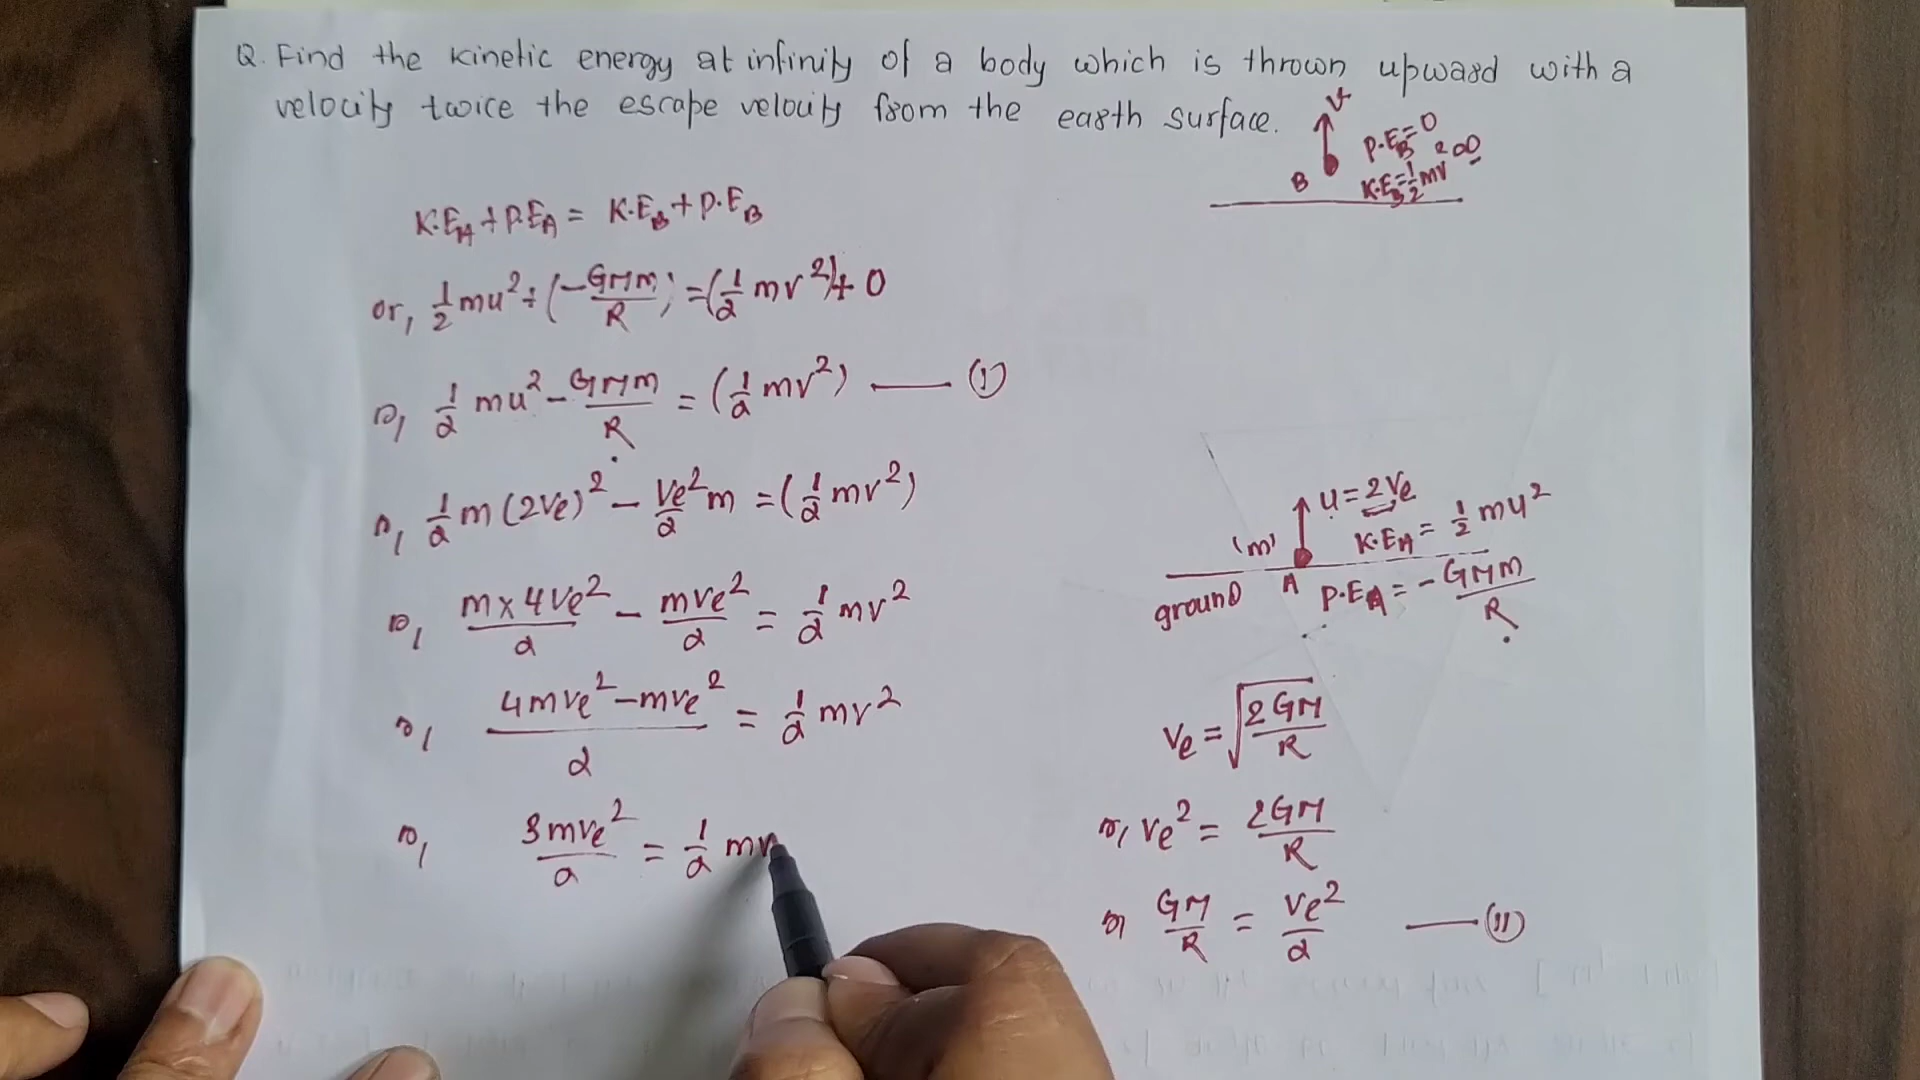 Q. Find the kinetic energy at infinity of a body which is thrown upward with a
velocity twice the escape velocity from the earth surface.
v
P.E_B=0
∞
B
K.E_B=1/2 mv²
K.E_A+P.E_A = K.E_B+P.E_B
or, 1/2 mu²+(-GMm/R)=(1/2 mv²)+0
or, 1/2 mu²-GMm/R = (1/2 mv²) —— (I)
or, 1/2 m(2Ve)² - Ve²/2 m = (1/2 mv²)
or, m×4Ve²/2 - mve²/2 = 1/2 mv²
or, 4mve²-mve²/2 = 1/2 mv²
or, 3mve²/2 = 1/2 mv
u=2Ve
(m)
K.E_A = 1/2 mu²
ground
A
P.E_A = -GMm/R
Ve = √2GM/R
or, Ve² = 2GM/R
or, GM/R = Ve²/2 —— (II)